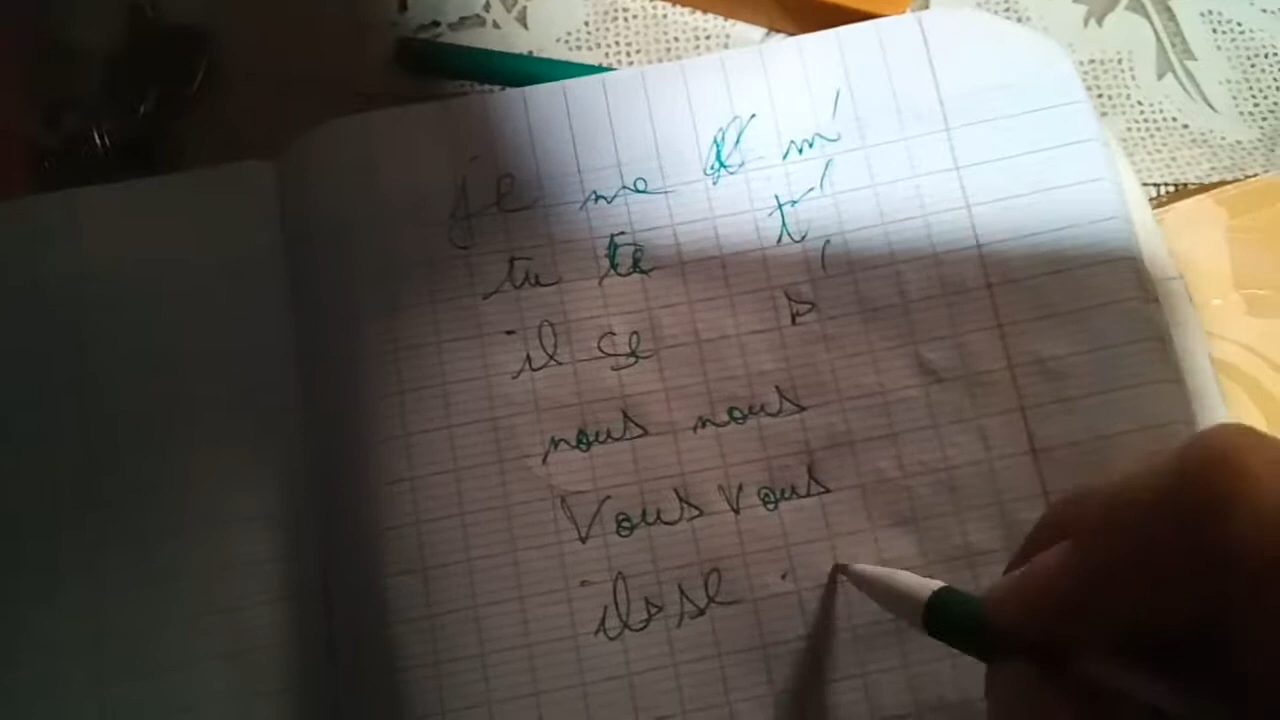 je me m'
tu te t'
il se s'
nous nous
Vous vous
ils se